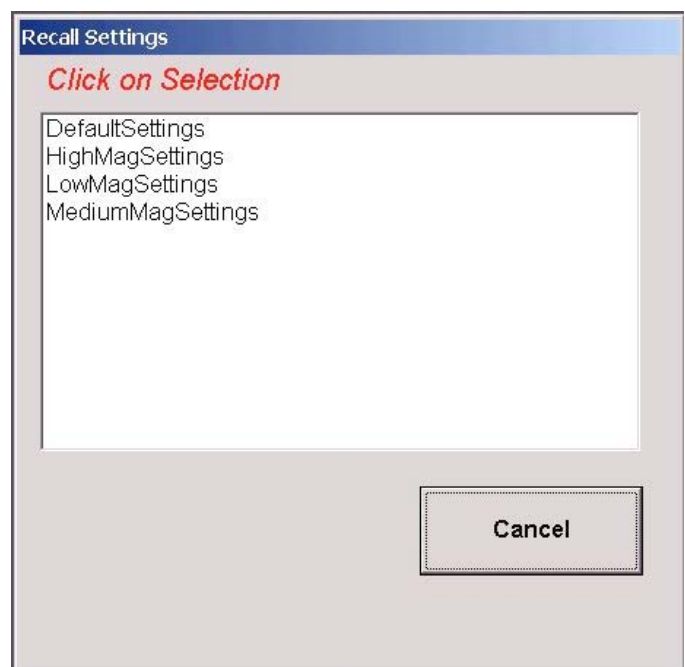 Recall Settings
Click on Selection
DefaultSettings
HighMagSettings
LowMagSettings
MediumMagSettings
Cancel